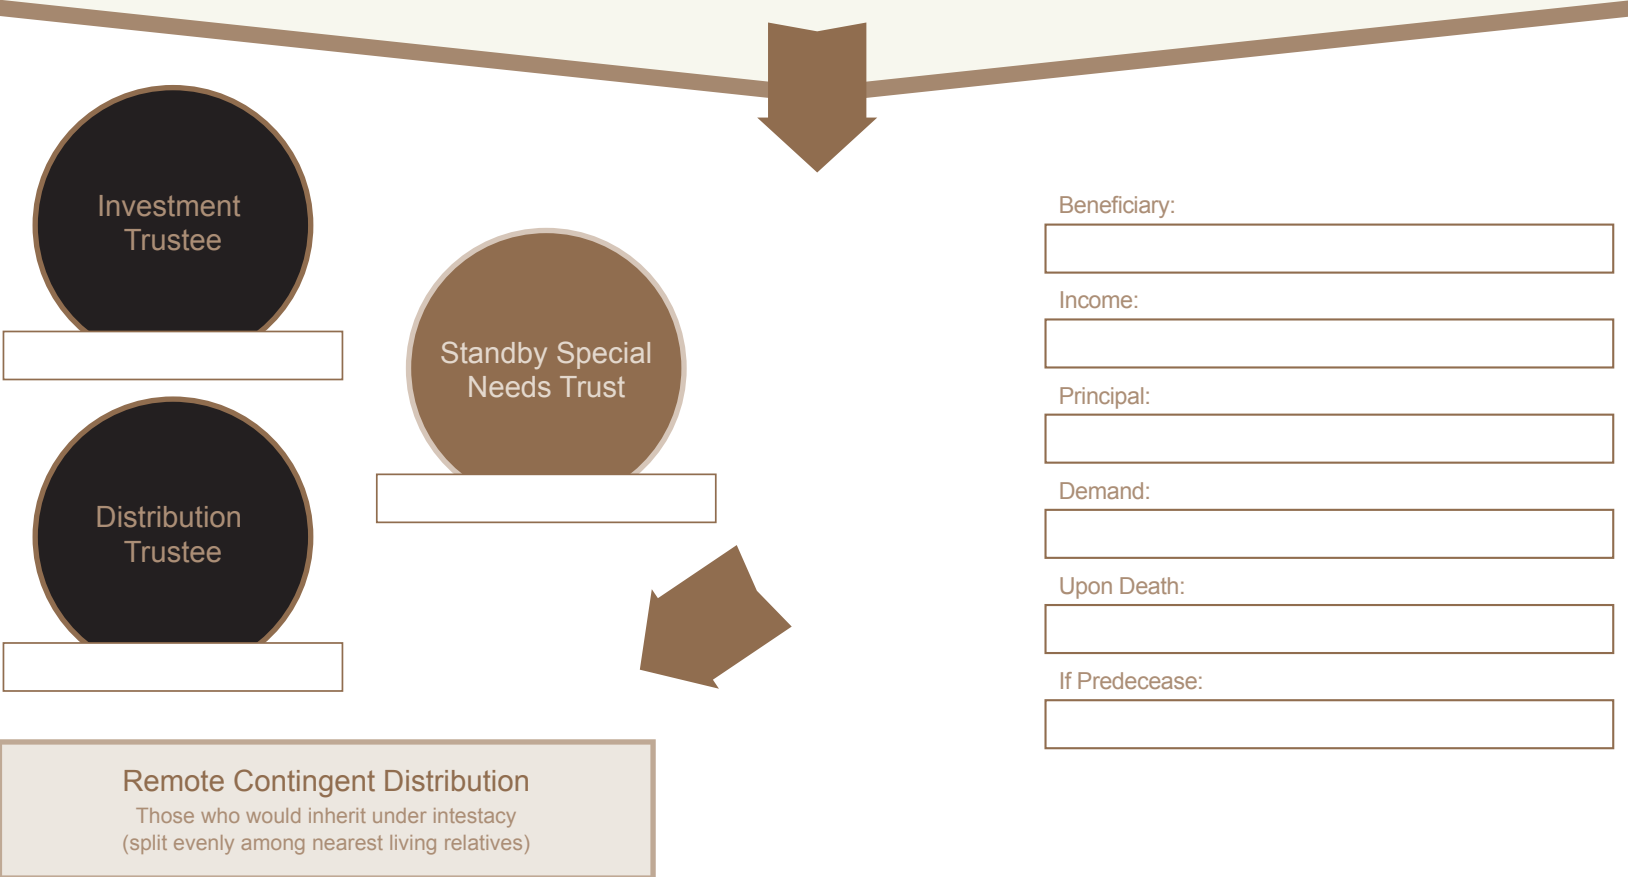 Investment
Trustee
Distribution
Trustee
Standby Special
Needs Trust
Beneficiary:
Income:
Principal:
Demand:
Upon Death:
If Predecease:
Remote Contingent Distribution
Those who would inherit under intestacy
(split evenly among nearest living relatives)